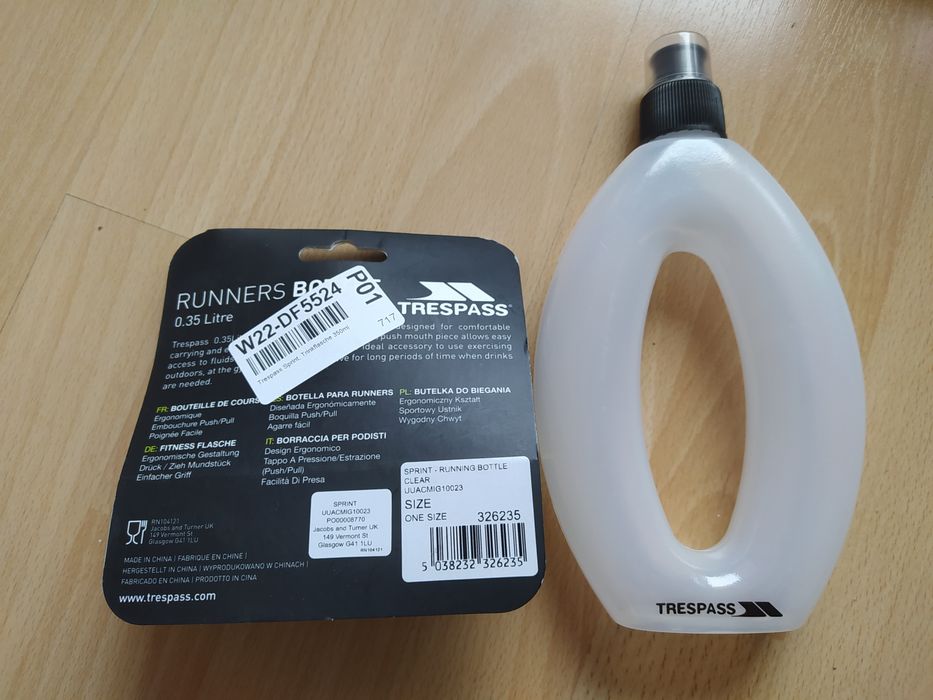 RUNNERS BO
0.35 Litre
TRESPASS
W22-DF5524
P01
Trespass Sprint, Trinkflasche 350ml
717
Trespass 0.35 designed for comfortable
carrying and push mouth piece allows easy
access to fluids ideal accessory to use exercising
outdoors, at the g for long periods of time when drinks
are needed.
FR: BOUTEILLE DE COURS
Ergonomique
Embouchure Push/Pull
Poignée Facile
BOTELLA PARA RUNNERS
Diseñada Ergonómicamente
Boquilla Push/Pull
Agarre fácil
PL: BUTELKA DO BIEGANIA
Ergonomiczny Kształt
Sportowy Ustnik
Wygodny Chwyt
DE: FITNESS FLASCHE
Ergonomische Gestaltung
Drück / Zieh Mundstück
Einfacher Griff
IT: BORRACCIA PER PODISTI
Design Ergonomico
Tappo A Pressione/Estrazione
(Push/Pull)
Facilità Di Presa
RN104121
Jacobs and Turner UK
149 Vermont St
Glasgow G41 1LU
SPRINT
UUACMIG10023
PO00008770
Jacobs and Turner UK
149 Vermont St
Glasgow G41 1LU
RN104121
SPRINT - RUNNING BOTTLE
CLEAR
UUACMIG10023
SIZE
ONE SIZE 326235
5 038232 326235
MADE IN CHINA | FABRIQUE EN CHINE |
HERGESTELLT IN CHINA | WYPRODUKOWANO W CHINACH |
FABRICADO EN CHINA | PRODOTTO IN CINA
www.trespass.com
TRESPASS